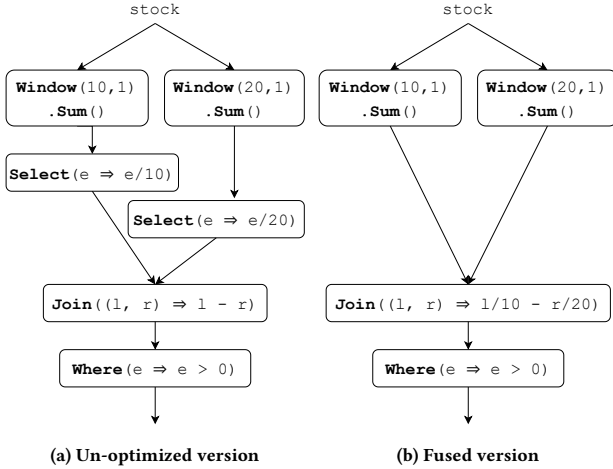 stock
Window(10,1)
.Sum()
Window(20,1)
.Sum()
Select(e ⇒ e/10)
Select(e ⇒ e/20)
Join((l, r) ⇒ l - r)
Where(e ⇒ e > 0)
(a) Un-optimized version
stock
Window(10,1)
.Sum()
Window(20,1)
.Sum()
Join((l, r) ⇒ l/10 - r/20)
Where(e ⇒ e > 0)
(b) Fused version